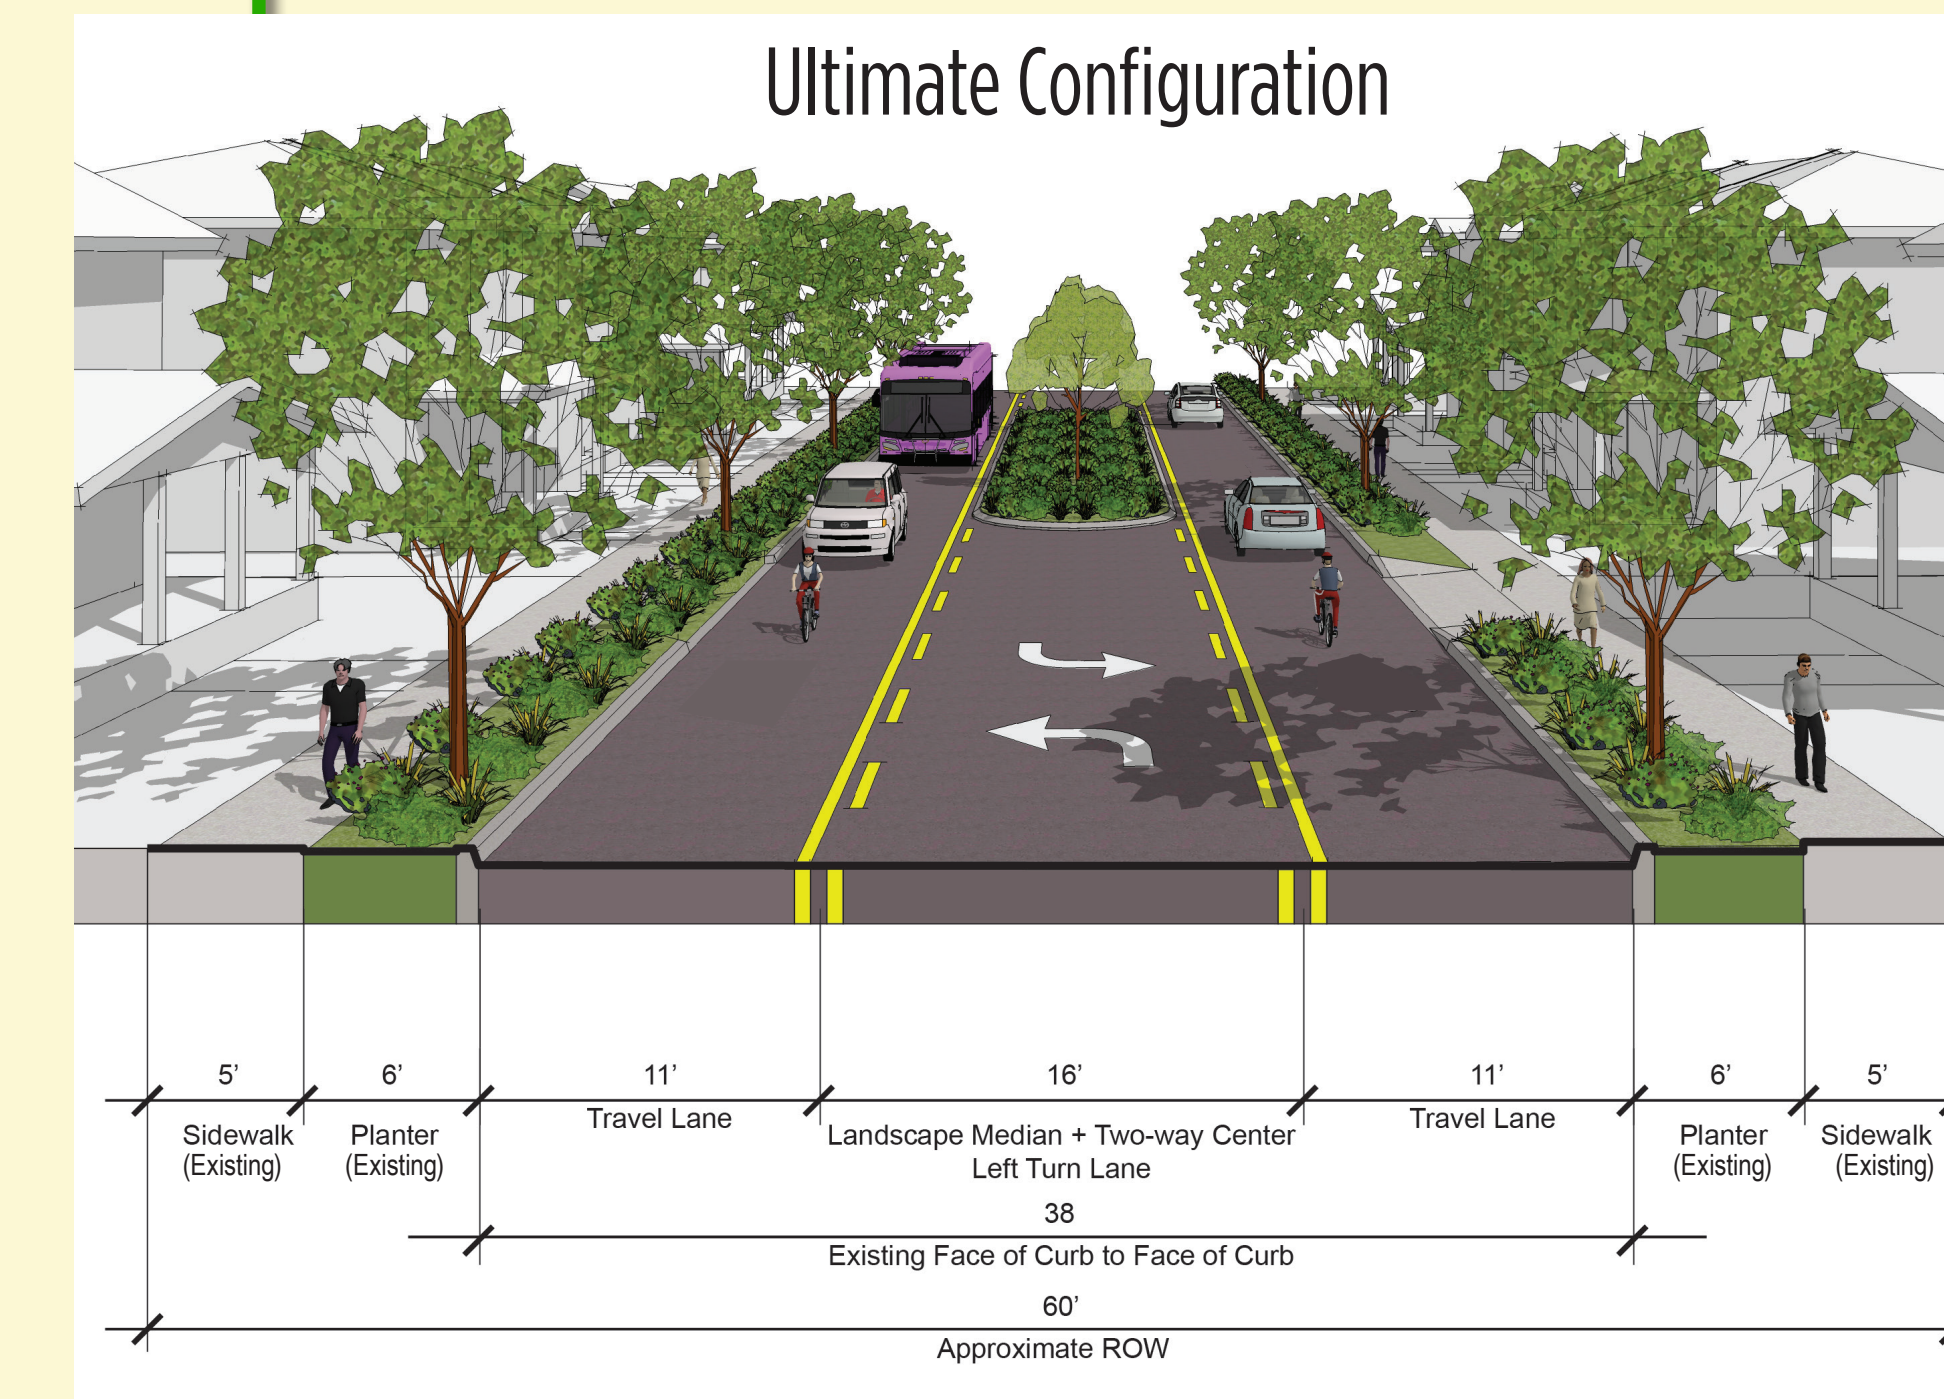 Ultimate Configuration
5’
6’
11’
16’
11’
6’
5’
Travel Lane
Travel Lane
Sidewalk
(Existing)
Planter
(Existing)
Landscape Median + Two-way Center
Left Turn Lane
Planter
(Existing)
Sidewalk
(Existing)
38
Existing Face of Curb to Face of Curb
60’
Approximate ROW